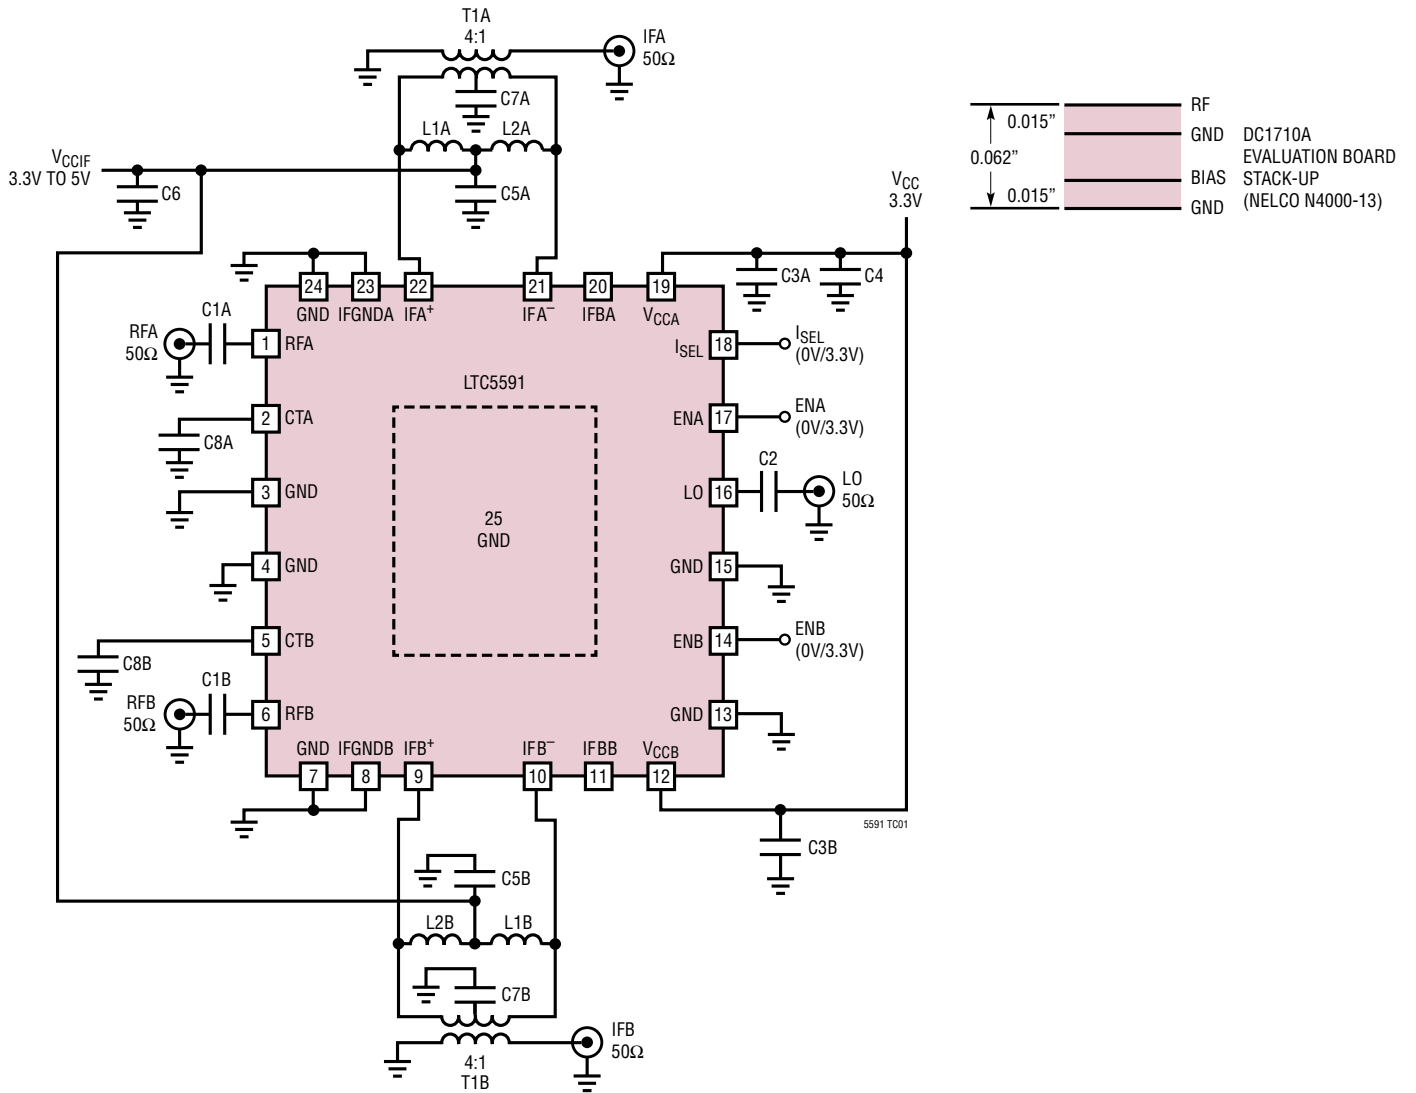 T1A
4:1
IFA
50Ω
C7A
L1A
L2A
VCCIF
3.3V TO 5V
C6
C5A
RF
0.015”
GND
DC1710A
0.062”
EVALUATION BOARD
BIAS
STACK-UP
0.015”
GND
(NELCO N4000-13)
VCC
3.3V
C3A
C4
24
23
22
21
20
19
GND
IFGNDA
IFA+
IFA–
IFBA
VCCA
C1A
RFA
50Ω
1
RFA
ISEL
18
ISEL
(0V/3.3V)
LTC5591
2
CTA
C8A
ENA
17
ENA
(0V/3.3V)
C2
3
GND
LO
16
LO
50Ω
25
GND
4
GND
GND
15
5
CTB
C8B
ENB
14
ENB
(0V/3.3V)
C1B
RFB
50Ω
6
RFB
GND
13
GND
IFGNDB
IFB+
IFB–
IFBB
VCCB
7
8
9
10
11
12
5591 TC01
C3B
C5B
L2B
L1B
C7B
IFB
50Ω
4:1
T1B